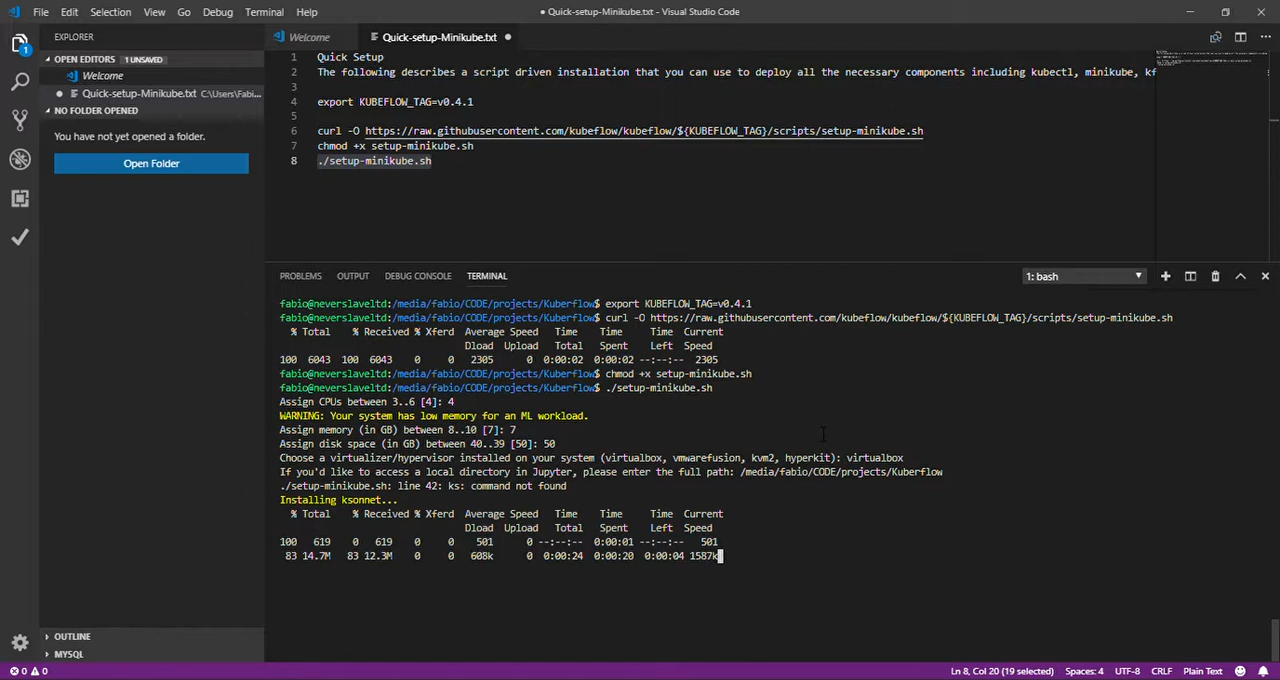 File Edit Selection View Go Debug Terminal Help
● Quick-setup-Minikube.txt - Visual Studio Code
EXPLORER
OPEN EDITORS 1 UNSAVED
Welcome
Quick-setup-Minikube.txt C:\Users\Fabi...
NO FOLDER OPENED
You have not yet opened a folder.
Open Folder
OUTLINE
MYSQL
1
Welcome
Quick-setup-Minikube.txt ●
1 Quick Setup
2 The following describes a script driven installation that you can use to deploy all the necessary components including kubectl, minikube, kf
3
4 export KUBEFLOW_TAG=v0.4.1
5
6 curl -O https://raw.githubusercontent.com/kubeflow/kubeflow/${KUBEFLOW_TAG}/scripts/setup-minikube.sh
7 chmod +x setup-minikube.sh
8 ./setup-minikube.sh
PROBLEMS OUTPUT DEBUG CONSOLE TERMINAL
1: bash
fabio@neverslaveltd:/media/fabio/CODE/projects/Kuberflow$ export KUBEFLOW_TAG=v0.4.1
fabio@neverslaveltd:/media/fabio/CODE/projects/Kuberflow$ curl -O https://raw.githubusercontent.com/kubeflow/kubeflow/${KUBEFLOW_TAG}/scripts/setup-minikube.sh
% Total % Received % Xferd Average Speed Time Time Time Current
Dload Upload Total Spent Left Speed
100 6043 100 6043 0 0 2305 0 0:00:02 0:00:02 --:--:-- 2305
fabio@neverslaveltd:/media/fabio/CODE/projects/Kuberflow$ chmod +x setup-minikube.sh
fabio@neverslaveltd:/media/fabio/CODE/projects/Kuberflow$ ./setup-minikube.sh
Assign CPUs between 3..6 [4]: 4
WARNING: Your system has low memory for an ML workload.
Assign memory (in GB) between 8..10 [7]: 7
Assign disk space (in GB) between 40..39 [50]: 50
Choose a virtualizer/hypervisor installed on your system (virtualbox, vmwarefusion, kvm2, hyperkit): virtualbox
If you'd like to access a local directory in Jupyter, please enter the full path: /media/fabio/CODE/projects/Kuberflow
./setup-minikube.sh: line 42: ks: command not found
Installing ksonnet...
% Total % Received % Xferd Average Speed Time Time Time Current
Dload Upload Total Spent Left Speed
100 619 0 619 0 0 501 0 --:--:-- 0:00:01 --:--:-- 501
83 14.7M 83 12.3M 0 0 608k 0 0:00:24 0:00:20 0:00:04 1587k
0 0
Ln 8, Col 20 (19 selected) Spaces: 4 UTF-8 CRLF Plain Text